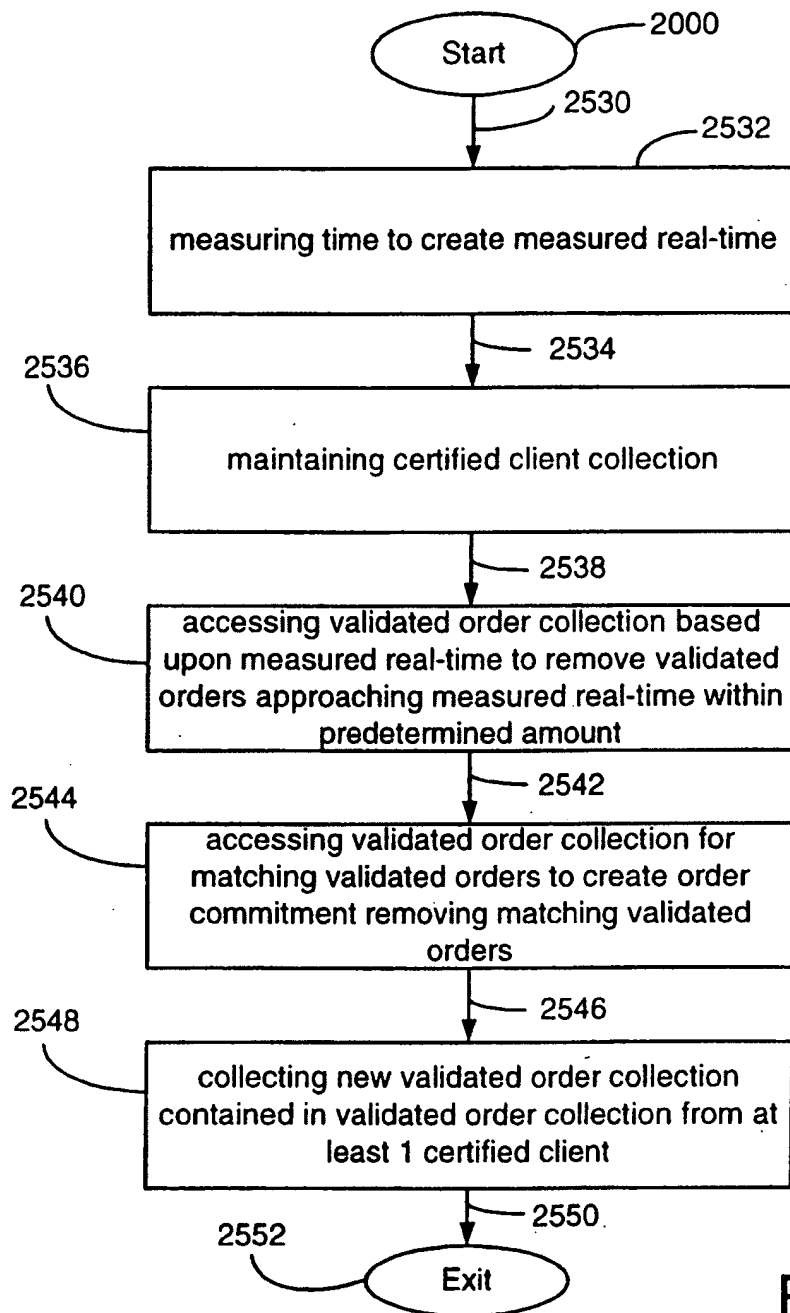 Start
2000
2530
2532
measuring time to create measured real-time
2534
2536
maintaining certified client collection
2538
2540
accessing validated order collection based
upon measured real-time to remove validated
orders approaching measured real-time within
predetermined amount
2542
2544
accessing validated order collection for
matching validated orders to create order
commitment removing matching validated
orders
2546
2548
collecting new validated order collection
contained in validated order collection from at
least 1 certified client
2550
2552
Exit